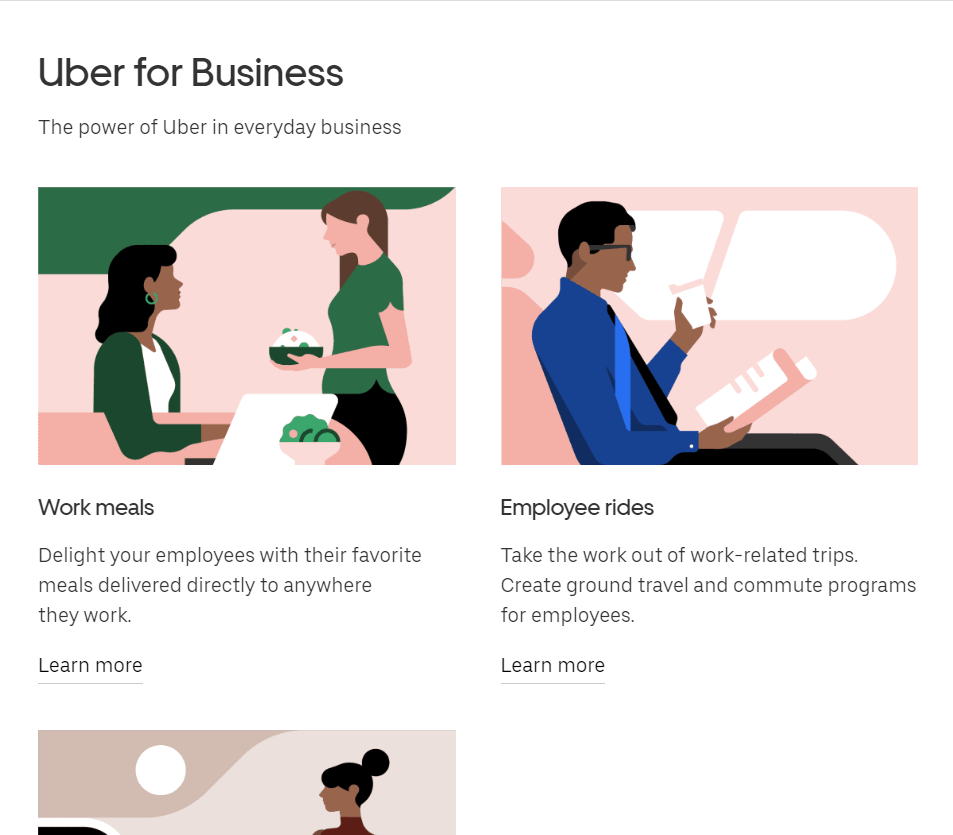 Uber for Business
The power of Uber in everyday business
Work meals
Delight your employees with their favorite
meals delivered directly to anywhere
they work.
Learn more
Employee rides
Take the work out of work-related trips.
Create ground travel and commute programs
for employees.
Learn more